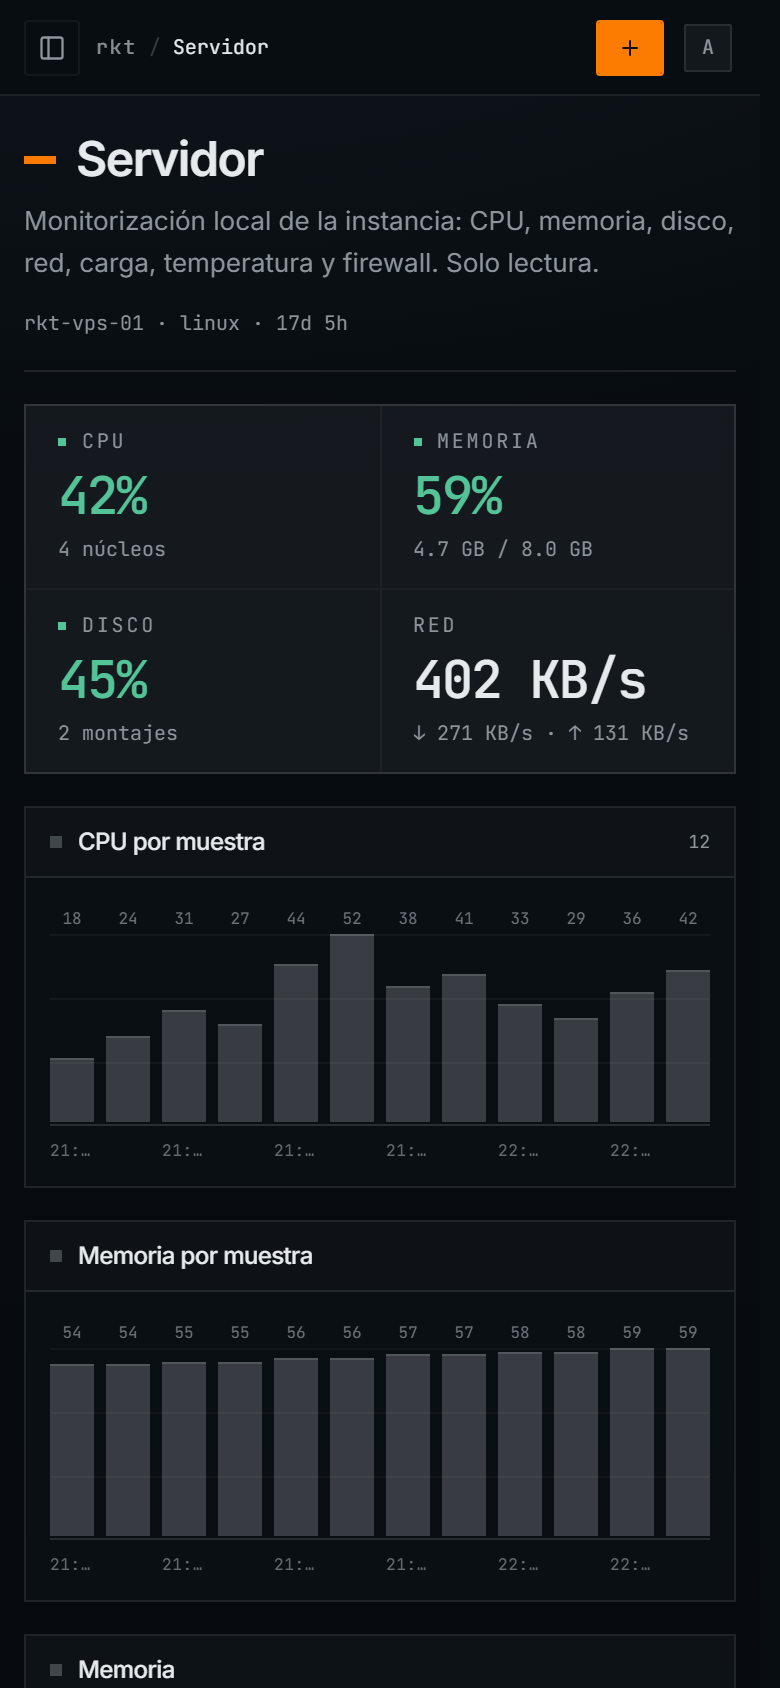 rkt / Servidor
+
A
Servidor
Monitorización local de la instancia: CPU, memoria, disco,
red, carga, temperatura y firewall. Solo lectura.
rkt-vps-01 · linux · 17d 5h
CPU
42%
4 núcleos
MEMORIA
59%
4.7 GB / 8.0 GB
DISCO
45%
2 montajes
RED
402 KB/s
↓ 271 KB/s · ↑ 131 KB/s
CPU por muestra 12
18 24 31 27 44 52 38 41 33 29 36 42
21:… 21:… 21:… 21:… 22:… 22:…
Memoria por muestra
54 54 55 55 56 56 57 57 58 58 59 59
21:… 21:… 21:… 21:… 22:… 22:…
Memoria